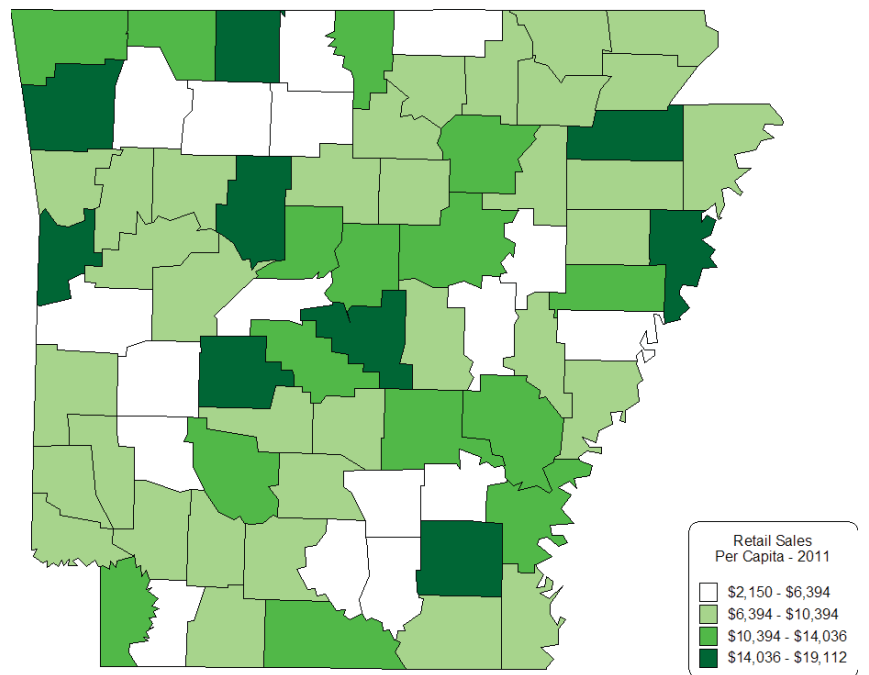 Retail Sales
Per Capita - 2011
$2,150 - $6,394
$6,394 - $10,394
$10,394 - $14,036
$14,036 - $19,112